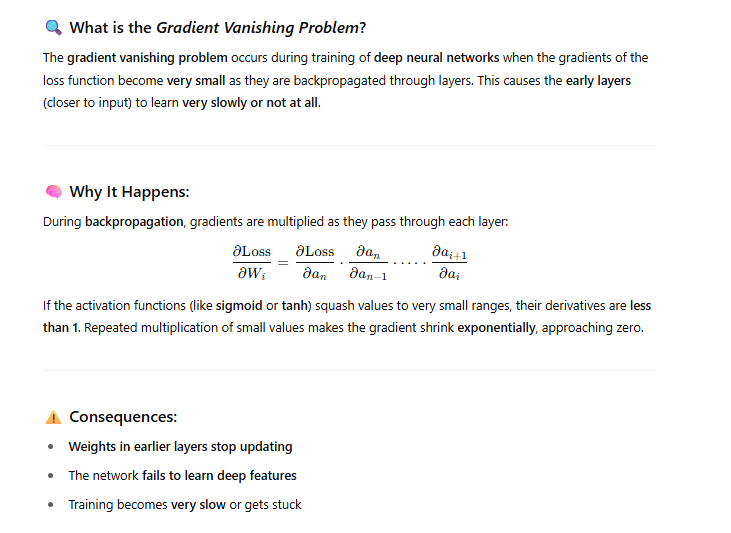 🔍 What is the Gradient Vanishing Problem?
The gradient vanishing problem occurs during training of deep neural networks when the gradients of the
loss function become very small as they are backpropagated through layers. This causes the early layers
(closer to input) to learn very slowly or not at all.
🧠 Why It Happens:
During backpropagation, gradients are multiplied as they pass through each layer:
∂Loss/∂Wᵢ = ∂Loss/∂aₙ · ∂aₙ/∂aₙ₋₁ · · · · · ∂aᵢ₊₁/∂aᵢ
If the activation functions (like sigmoid or tanh) squash values to very small ranges, their derivatives are less
than 1. Repeated multiplication of small values makes the gradient shrink exponentially, approaching zero.
⚠️ Consequences:
• Weights in earlier layers stop updating
• The network fails to learn deep features
• Training becomes very slow or gets stuck